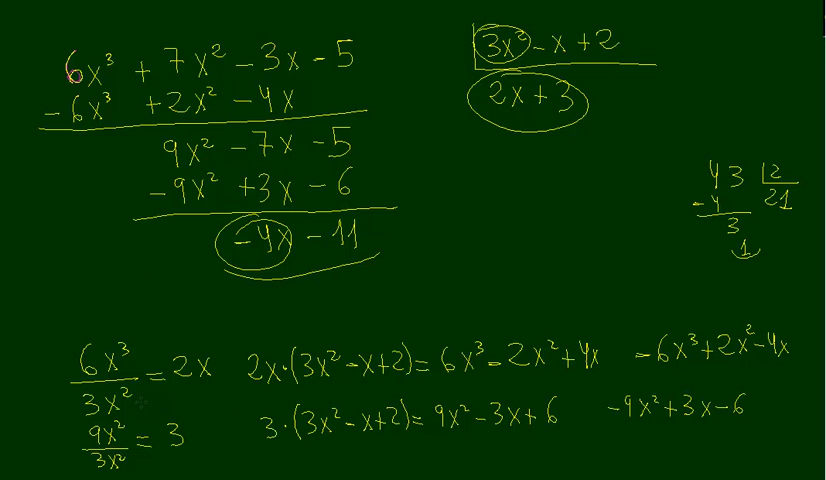 6x³ + 7x² - 3x - 5
3x² - x + 2
- 6x³ + 2x² - 4x
2x + 3
9x² - 7x - 5
- 9x² + 3x - 6
-4x - 11
43 2
-4 21
3
1
6x³/3x² = 2x 2x·(3x² - x + 2) = 6x³ - 2x² + 4x -6x³ + 2x² - 4x
9x²/3x² = 3 3·(3x² - x + 2) = 9x² - 3x + 6 -9x² + 3x - 6